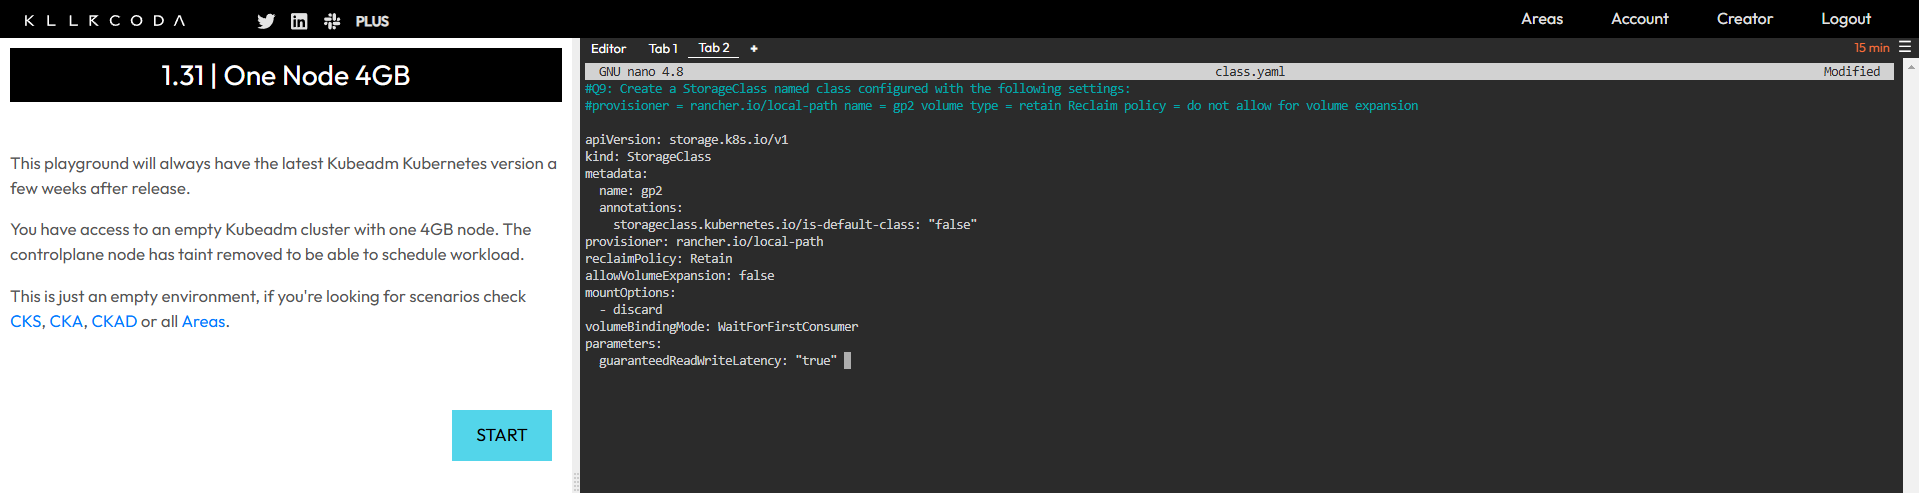 KLLRCODA PLUS Areas Account Creator Logout
1.31 | One Node 4GB
This playground will always have the latest Kubeadm Kubernetes version a
few weeks after release.
You have access to an empty Kubeadm cluster with one 4GB node. The
controlplane node has taint removed to be able to schedule workload.
This is just an empty environment, if you're looking for scenarios check
CKS, CKA, CKAD or all Areas.
START
Editor Tab 1 Tab 2 + 15 min
GNU nano 4.8 class.yaml Modified
#Q9: Create a StorageClass named class configured with the following settings:
#provisioner = rancher.io/local-path name = gp2 volume type = retain Reclaim policy = do not allow for volume expansion
apiVersion: storage.k8s.io/v1
kind: StorageClass
metadata:
  name: gp2
  annotations:
    storageclass.kubernetes.io/is-default-class: "false"
provisioner: rancher.io/local-path
reclaimPolicy: Retain
allowVolumeExpansion: false
mountOptions:
  - discard
volumeBindingMode: WaitForFirstConsumer
parameters:
  guaranteedReadWriteLatency: "true"